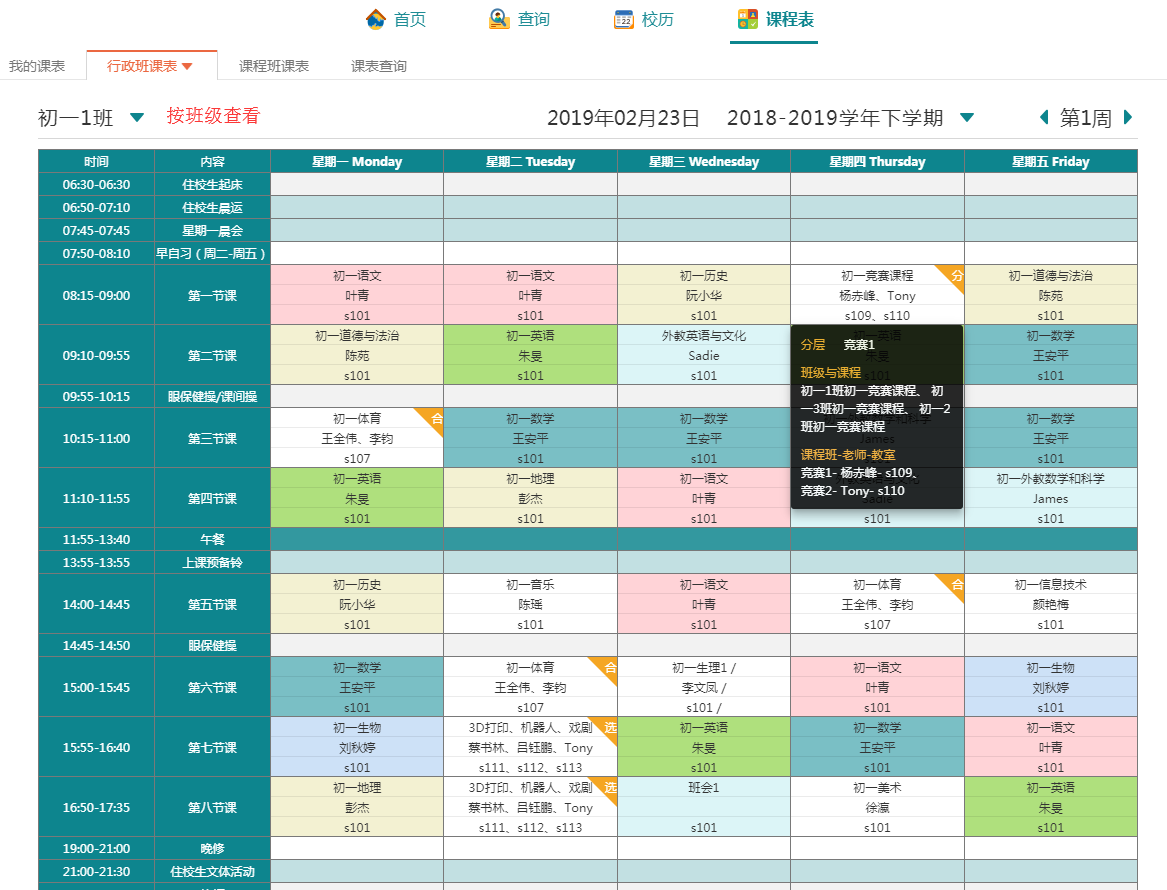 首页 查询 校历 课程表
我的课表 行政班课表 课程班课表 课表查询
初一1班 按班级查看 2019年02月23日 2018-2019学年下学期 第1周
时间 内容 星期一 Monday 星期二 Tuesday 星期三 Wednesday 星期四 Thursday 星期五 Friday
06:30-06:30 住校生起床
06:50-07:10 住校生晨运
07:45-07:45 星期一晨会
07:50-08:10 早自习（周二-周五）
初一语文 初一语文 初一历史 初一竞赛课程 分 初一道德与法治
08:15-09:00 第一节课 叶青 叶青 阮小华 杨赤峰、Tony 陈苑
s101 s101 s101 s109、s110 s101
初一道德与法治 初一英语 外教英语与文化 初一英语 初一数学
09:10-09:55 第二节课 陈苑 朱旻 Sadie 朱旻 王安平
s101 s101 s101 s101
分层 竞赛1
班级与课程
初一1班初一竞赛课程、 初
一3班初一竞赛课程、 初一2
班初一竞赛课程
课程班-老师-教室
竞赛1- 杨赤峰- s109、
竞赛2- Tony- s110
09:55-10:15 眼保健操/课间操
初一体育 合 初一数学 初一数学 初一数学
10:15-11:00 第三节课 王全伟、李钧 王安平 王安平 James 王安平
s107 s101 s101 s101
初一英语 初一地理 初一语文 初一外教数学和科学
11:10-11:55 第四节课 朱旻 彭杰 叶青 Sadie James
s101 s101 s101 s101 s101
11:55-13:40 午餐
13:55-13:55 上课预备铃
初一历史 初一音乐 初一语文 初一体育 合 初一信息技术
14:00-14:45 第五节课 阮小华 陈瑶 叶青 王全伟、李钧 颜艳梅
s101 s101 s101 s107 s101
14:45-14:50 眼保健操
初一数学 初一体育 合 初一生理1 / 初一语文 初一生物
15:00-15:45 第六节课 王安平 王全伟、李钧 李文凤 / 叶青 刘秋婷
s101 s107 s101 / s101 s101
初一生物 3D打印、机器人、戏剧 选 初一英语 初一数学 初一语文
15:55-16:40 第七节课 刘秋婷 蔡书林、吕钰鹏、Tony 朱旻 王安平 叶青
s101 s111、s112、s113 s101 s101 s101
初一地理 3D打印、机器人、戏剧 选 班会1 初一美术 初一英语
16:50-17:35 第八节课 彭杰 蔡书林、吕钰鹏、Tony 徐瀛 朱旻
s101 s111、s112、s113 s101 s101 s101
19:00-21:00 晚修
21:00-21:30 住校生文体活动